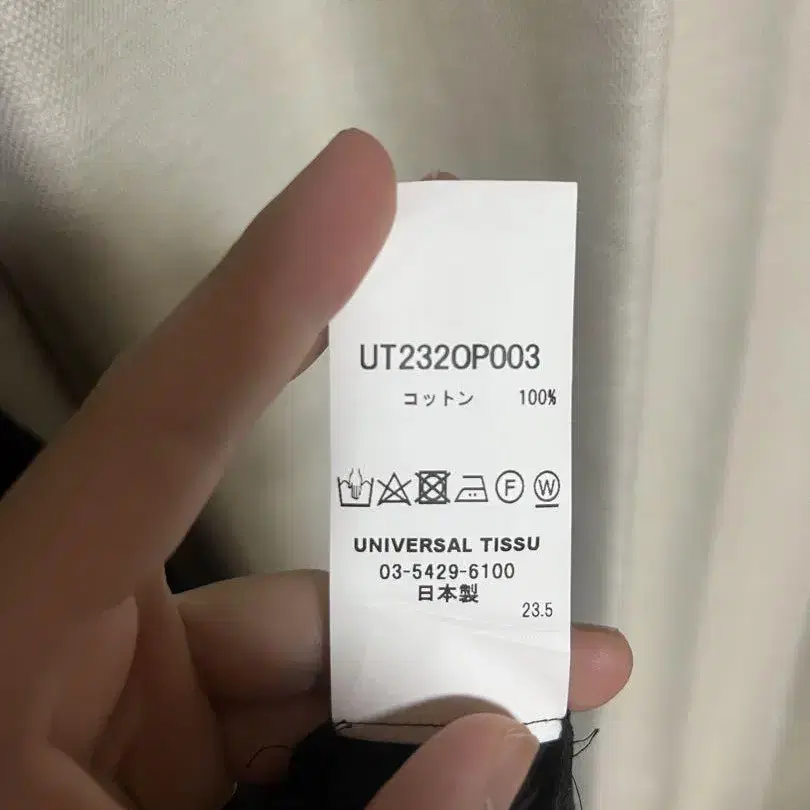 UT232OP003
コットン 100%
F W
UNIVERSAL TISSU
03-5429-6100
日本製
23.5